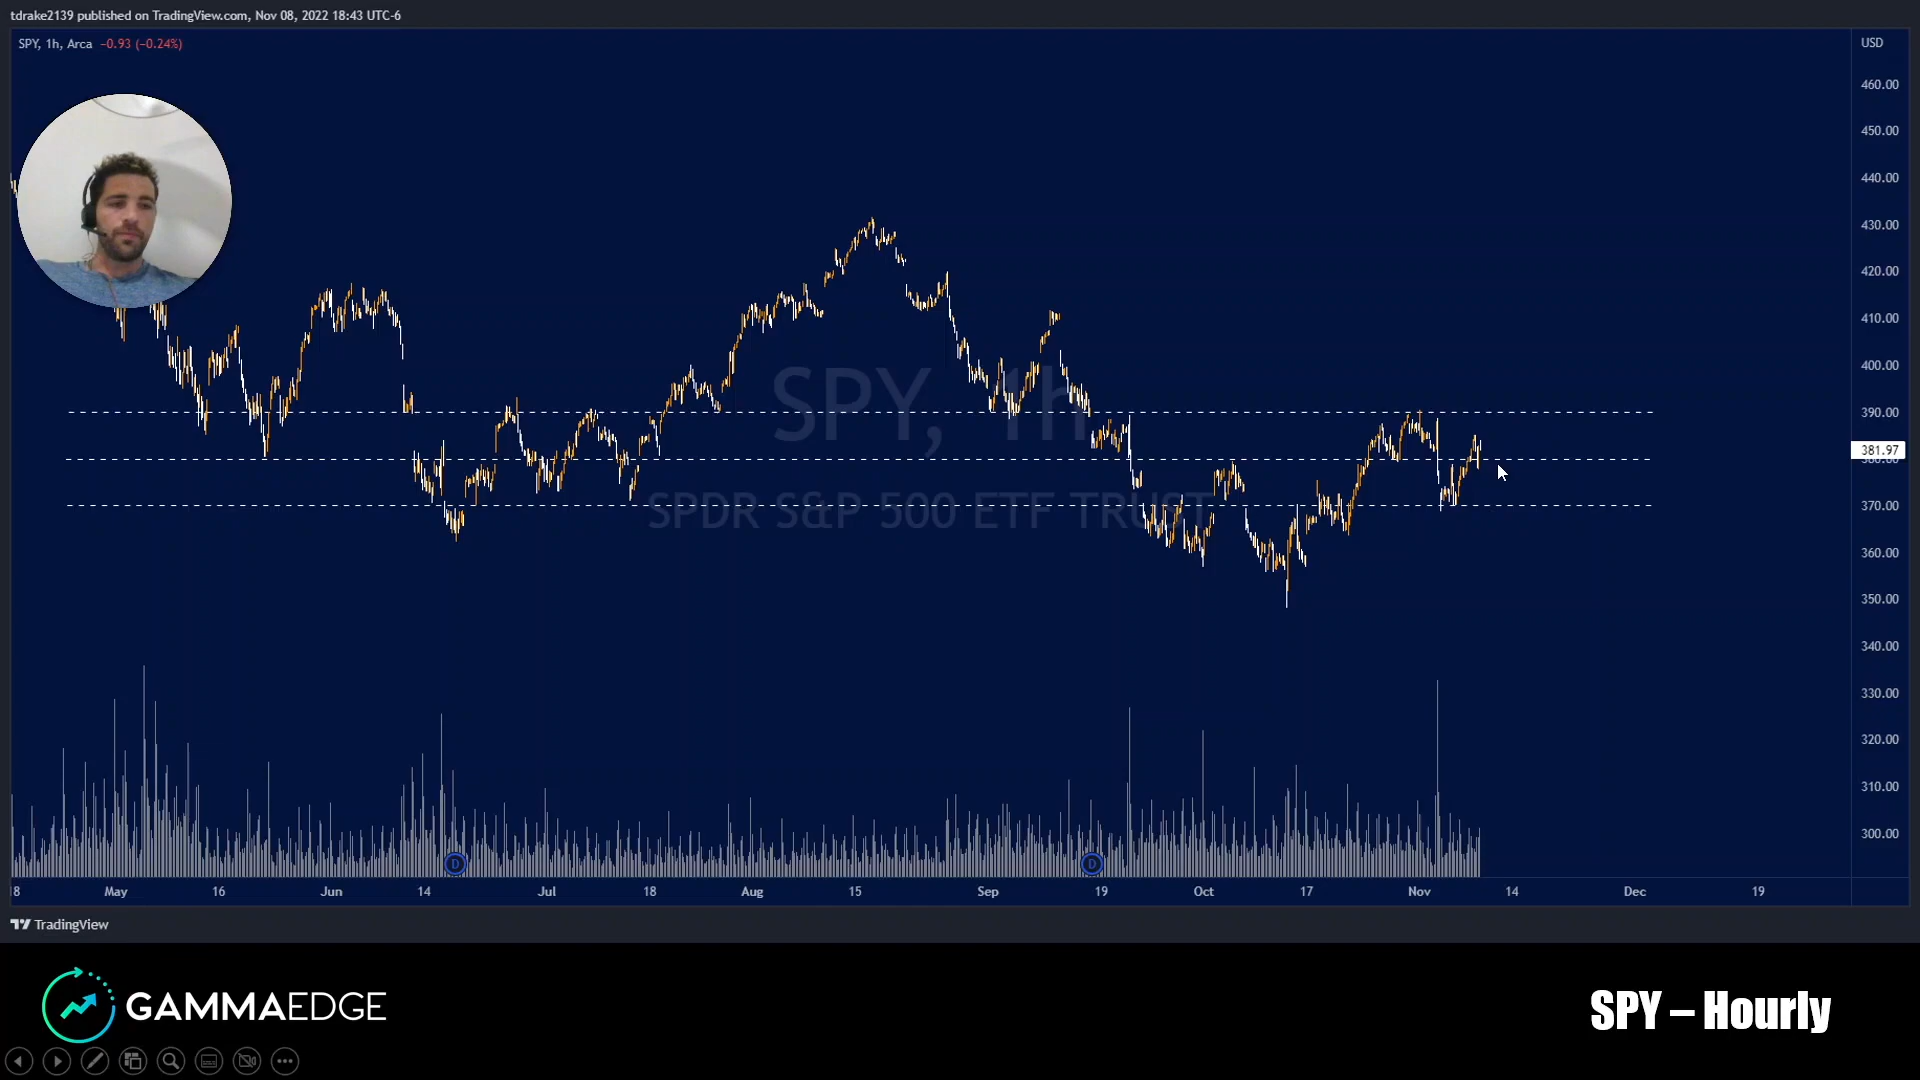 tdrake2139 published on TradingView.com, Nov 08, 2022 18:43 UTC-6
SPY, 1h, Arca −0.93 (−0.24%)
USD
460.00
450.00
440.00
430.00
420.00
410.00
400.00
390.00
381.97
380.00
370.00
360.00
350.00
340.00
330.00
320.00
310.00
300.00
SPY, 1h
SPDR S&P 500 ETF TRUST
D
D
18 May 16 Jun 14 Jul 18 Aug 15 Sep 19 Oct 17 Nov 14 Dec 19
TradingView
GAMMAEDGE
SPY – Hourly